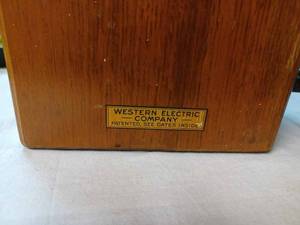 WESTERN ELECTRIC
COMPANY
PATENTED, SEE DATES INSIDE